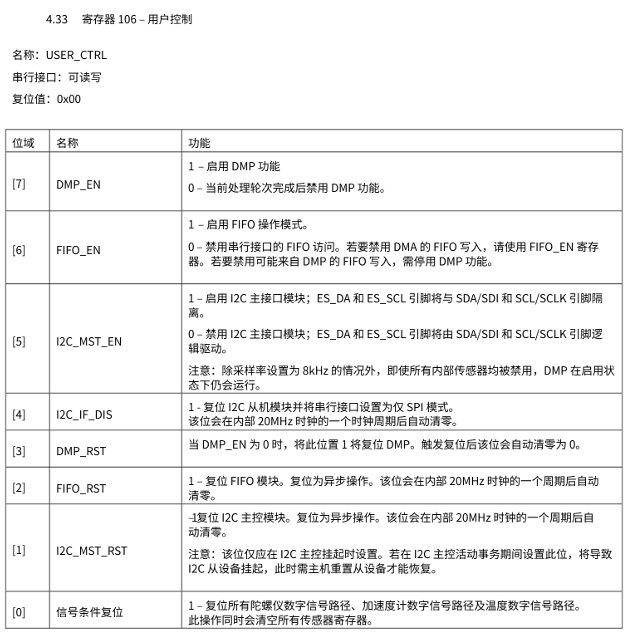 4.33 寄存器 106 – 用户控制
名称：USER_CTRL
串行接口：可读写
复位值：0x00
位域 名称 功能
[7] DMP_EN
1 – 启用 DMP 功能
0 – 当前处理轮次完成后禁用 DMP 功能。
[6] FIFO_EN
1 – 启用 FIFO 操作模式。
0 – 禁用串行接口的 FIFO 访问。若要禁用 DMA 的 FIFO 写入，请使用 FIFO_EN 寄存
器。若要禁用可能来自 DMP 的 FIFO 写入，需停用 DMP 功能。
[5] I2C_MST_EN
1 – 启用 I2C 主接口模块；ES_DA 和 ES_SCL 引脚将与 SDA/SDI 和 SCL/SCLK 引脚隔
离。
0 – 禁用 I2C 主接口模块；ES_DA 和 ES_SCL 引脚将由 SDA/SDI 和 SCL/SCLK 引脚逻
辑驱动。
注意：除采样率设置为 8kHz 的情况外，即使所有内部传感器均被禁用，DMP 在启用状
态下仍会运行。
[4] I2C_IF_DIS
1 - 复位 I2C 从机模块并将串行接口设置为仅 SPI 模式。
该位会在内部 20MHz 时钟的一个时钟周期后自动清零。
[3] DMP_RST
当 DMP_EN 为 0 时，将此位置 1 将复位 DMP。触发复位后该位会自动清零为 0。
[2] FIFO_RST
1 – 复位 FIFO 模块。复位为异步操作。该位会在内部 20MHz 时钟的一个周期后自动
清零。
[1] I2C_MST_RST
–1复位 I2C 主控模块。复位为异步操作。该位会在内部 20MHz 时钟的一个周期后自
动清零。
注意：该位仅应在 I2C 主控挂起时设置。若在 I2C 主控活动事务期间设置此位，将导致
I2C 从设备挂起，此时需主机重置从设备才能恢复。
[0] 信号条件复位
1 – 复位所有陀螺仪数字信号路径、加速度计数字信号路径及温度数字信号路径。
此操作同时会清空所有传感器寄存器。